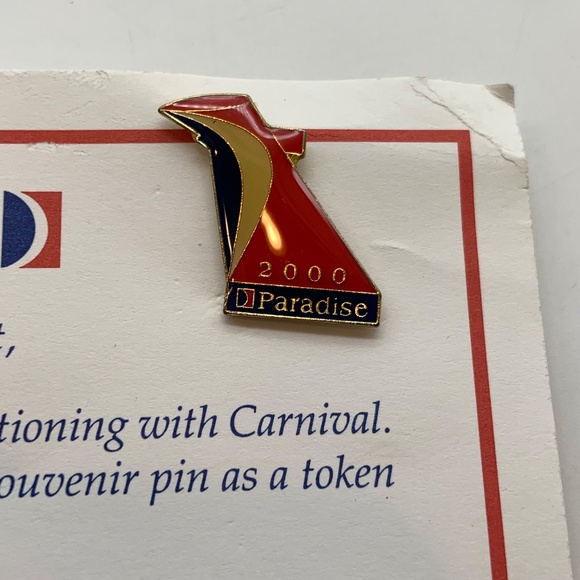 2000
Paradise
t,
tioning with Carnival.
ouvenir pin as a token